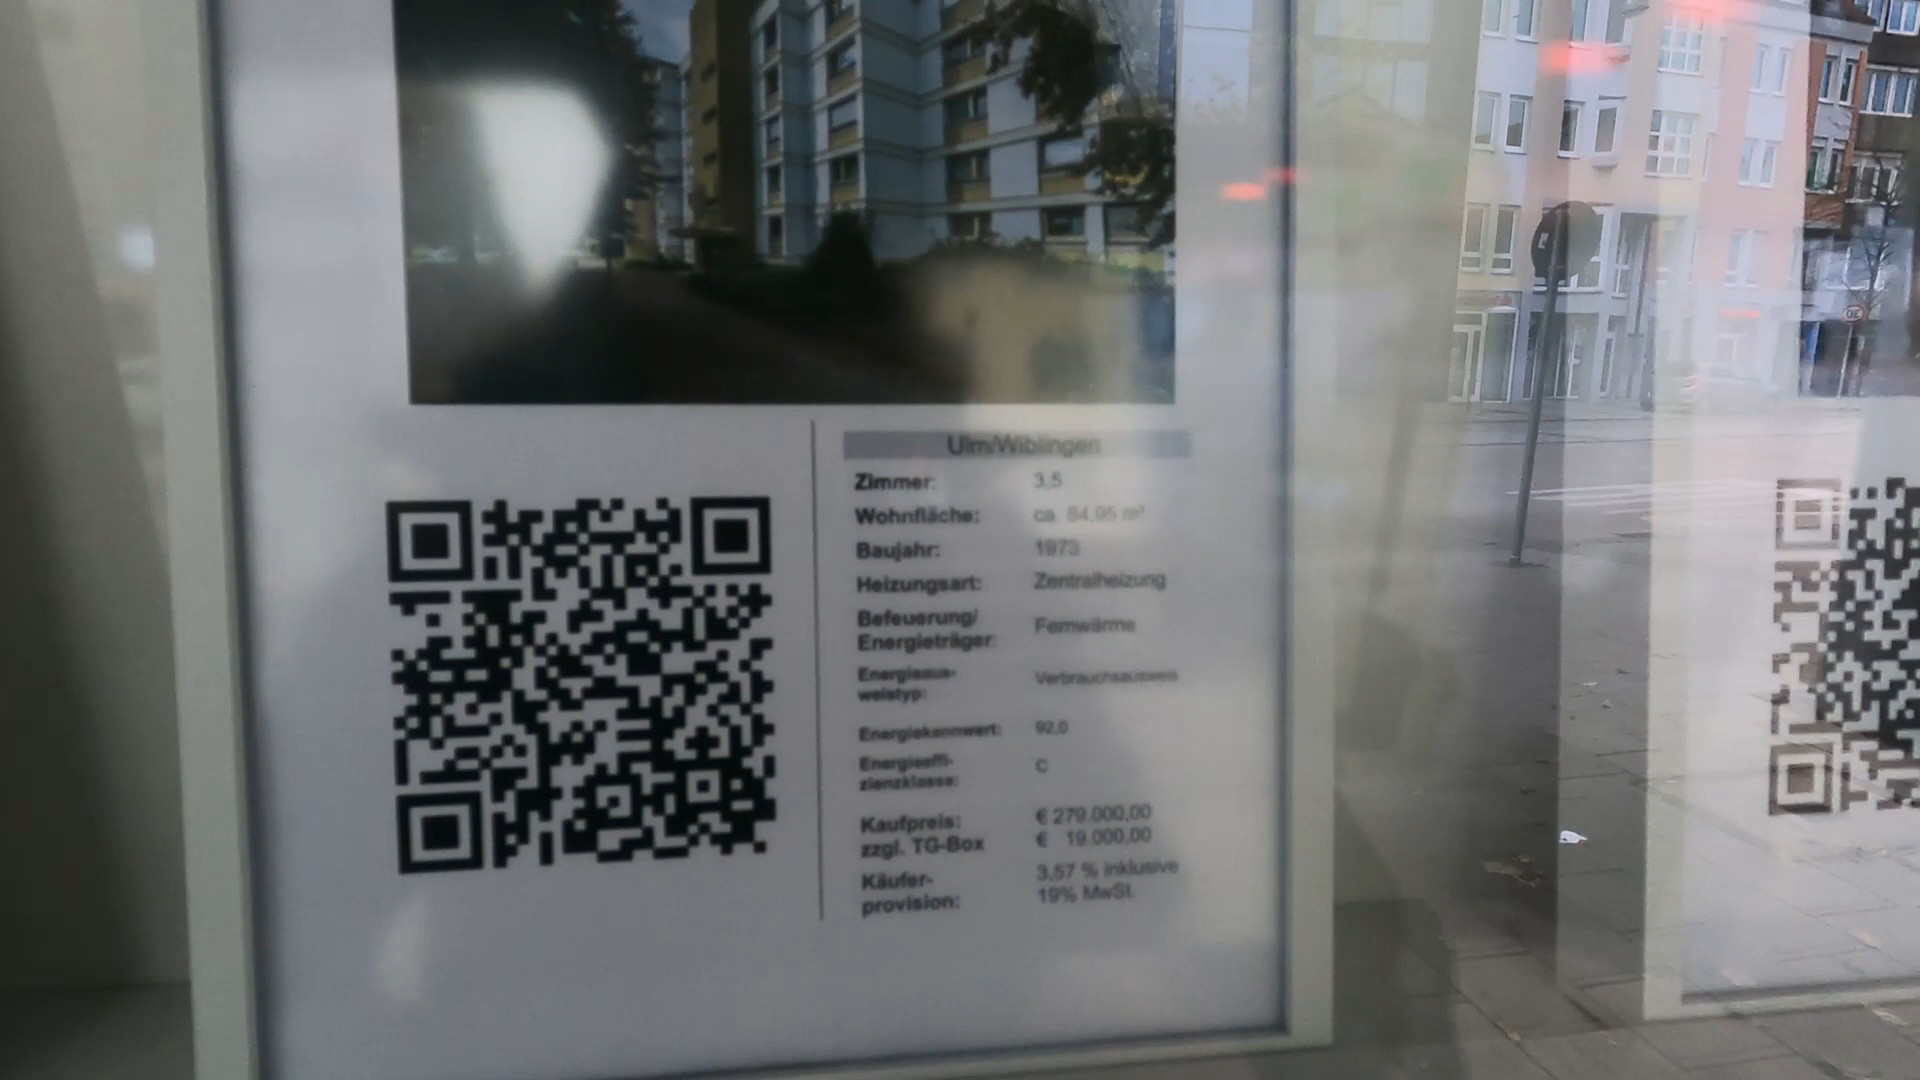 Ulm/Wiblingen
Zimmer: 3,5
Wohnfläche: ca. 84,95 m²
Baujahr: 1973
Heizungsart: Zentralheizung
Befeuerung/
Energieträger: Fernwärme
Energieaus-
weistyp: Verbrauchsausweis
Energiekennwert: 92,0
Energieeffi-
zienzklasse: C
Kaufpreis: € 279.000,00
zzgl. TG-Box € 19.000,00
Käufer- 3,57 % inklusive
provision: 19% MwSt.